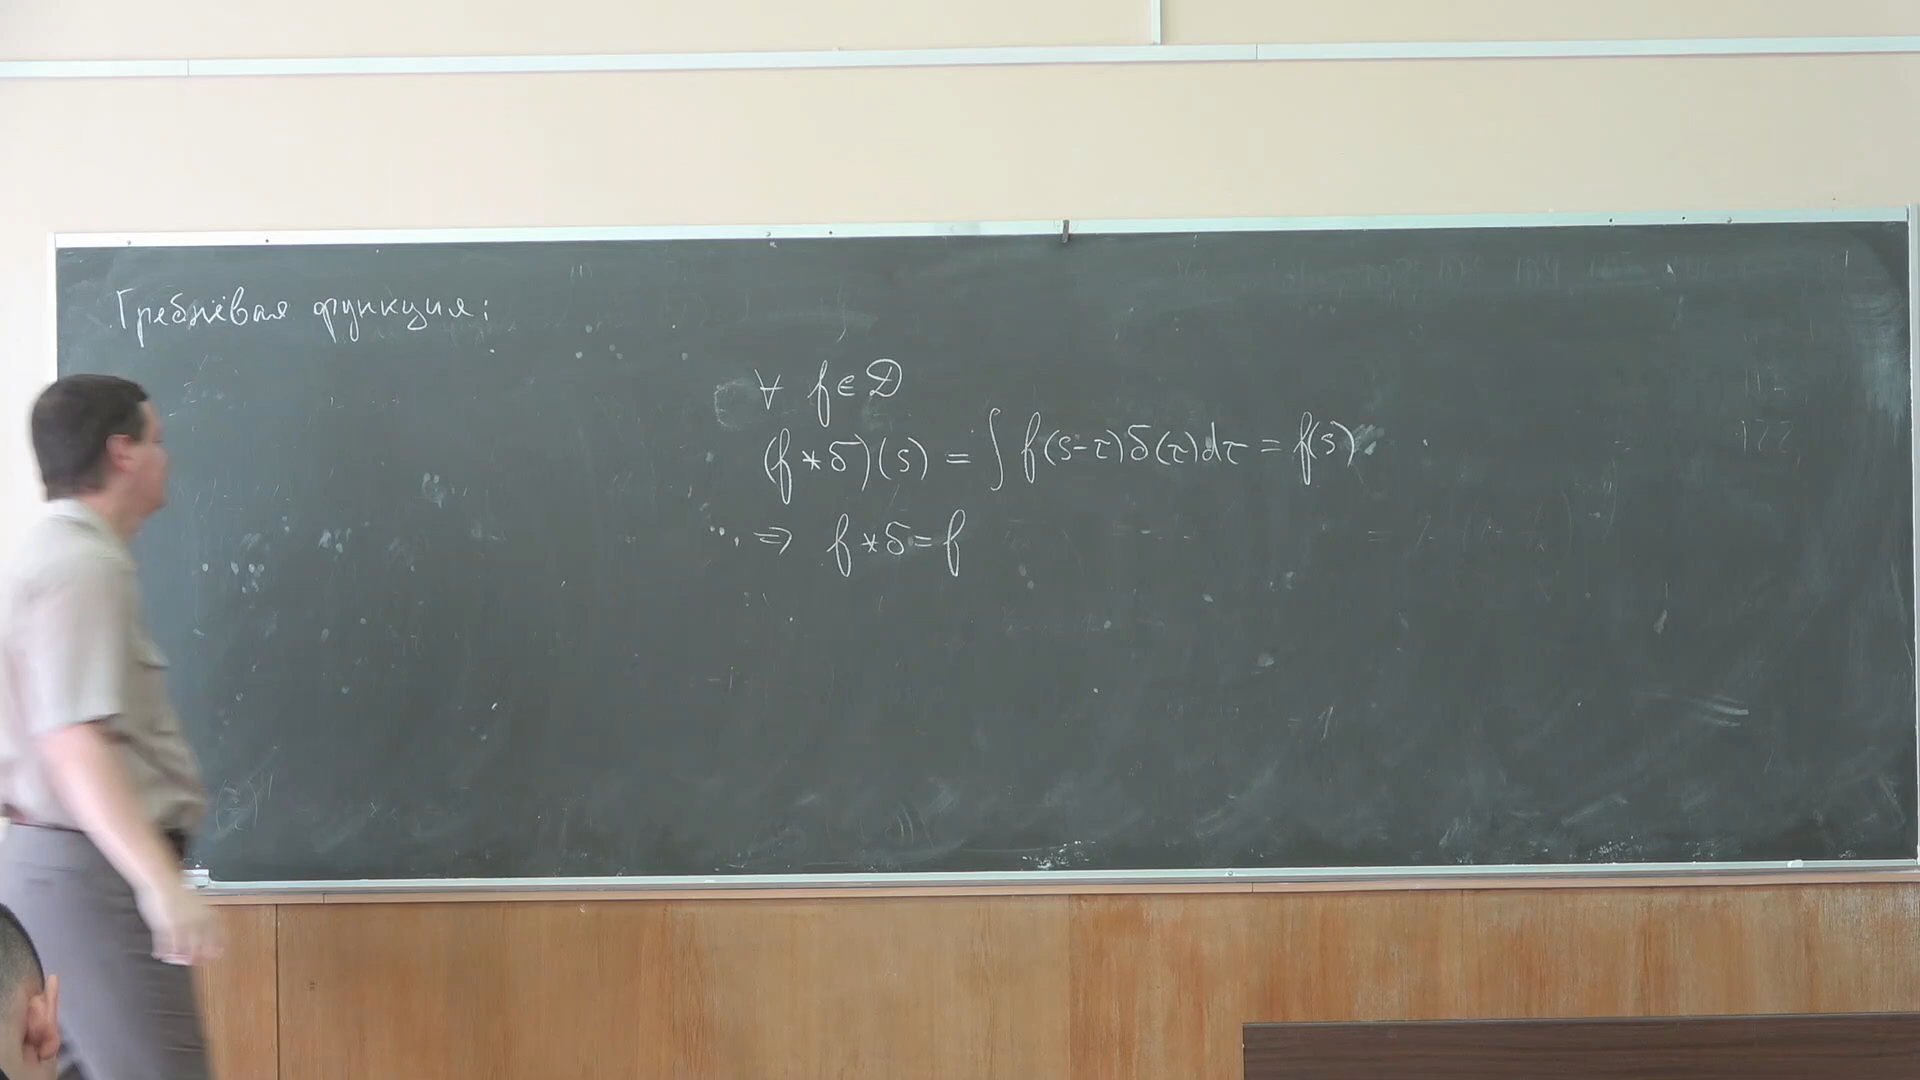 Гребнёвая функция:
∀ f ∈ 𝒟
(f * δ)(s) = ∫ f(s-τ)δ(τ)dτ = f(s)
⇒ f * δ = f